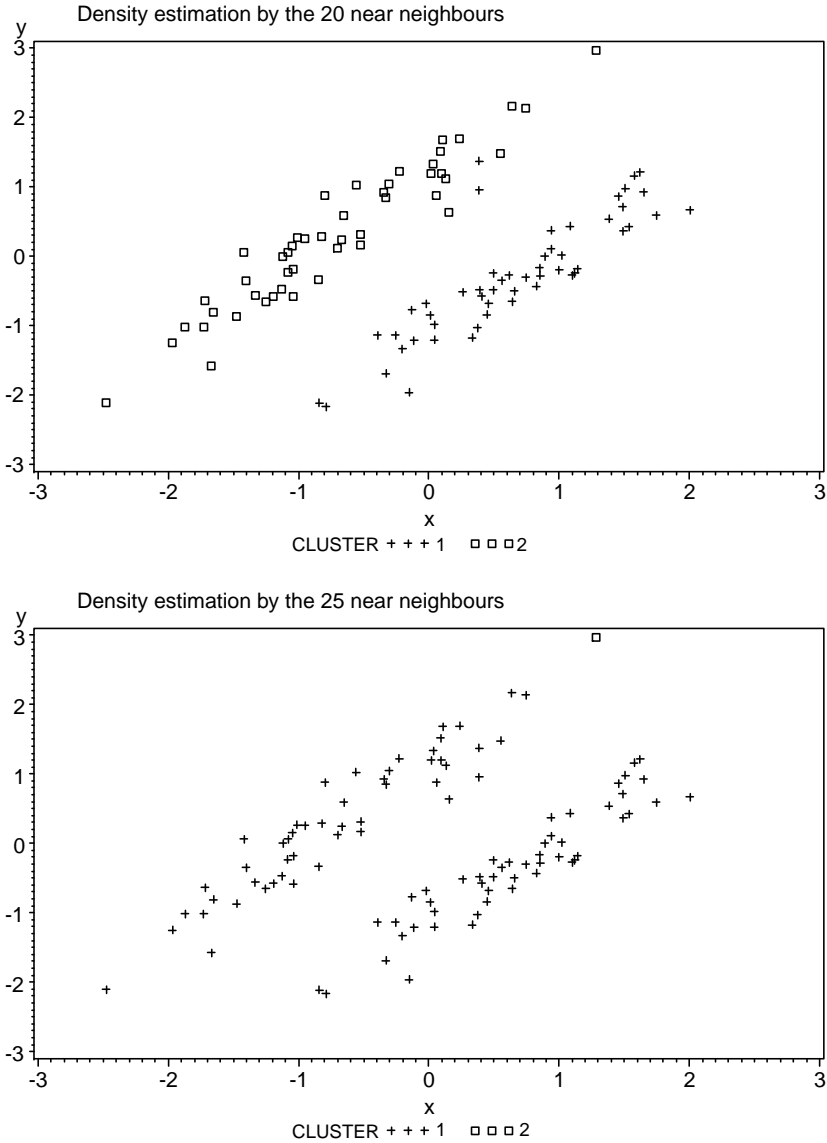 Density estimation by the 20 near neighbours
y
3
2
1
0
-1
-2
-3
-3 -2 -1 0 1 2 3
x
CLUSTER + + + 1 □ □ □ 2
Density estimation by the 25 near neighbours
y
3
2
1
0
-1
-2
-3
-3 -2 -1 0 1 2 3
x
CLUSTER + + + 1 □ □ □ 2